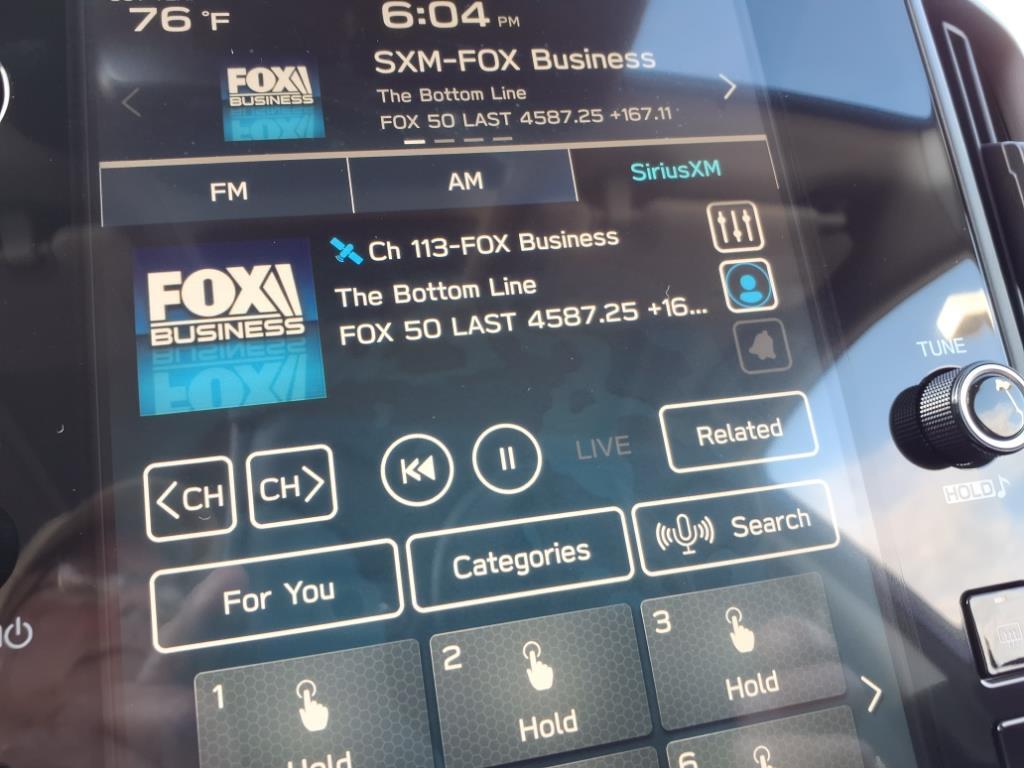 76 °F
6:04 PM
FOX
BUSINESS
SXM-FOX Business
The Bottom Line
FOX 50 LAST 4587.25 +167.11
FM
AM
SiriusXM
FOX
BUSINESS
Ch 113-FOX Business
The Bottom Line
FOX 50 LAST 4587.25 +16...
TUNE
HOLD
<CH
CH>
LIVE
Related
For You
Categories
Search
1
Hold
2
Hold
3
Hold
6